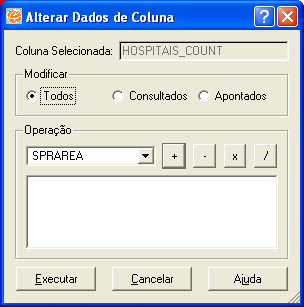 Alterar Dados de Coluna
Coluna Selecionada: HOSPITAIS_COUNT
Modificar
Todos Consultados Apontados
Operação
SPRAREA + - x /
Executar Cancelar Ajuda